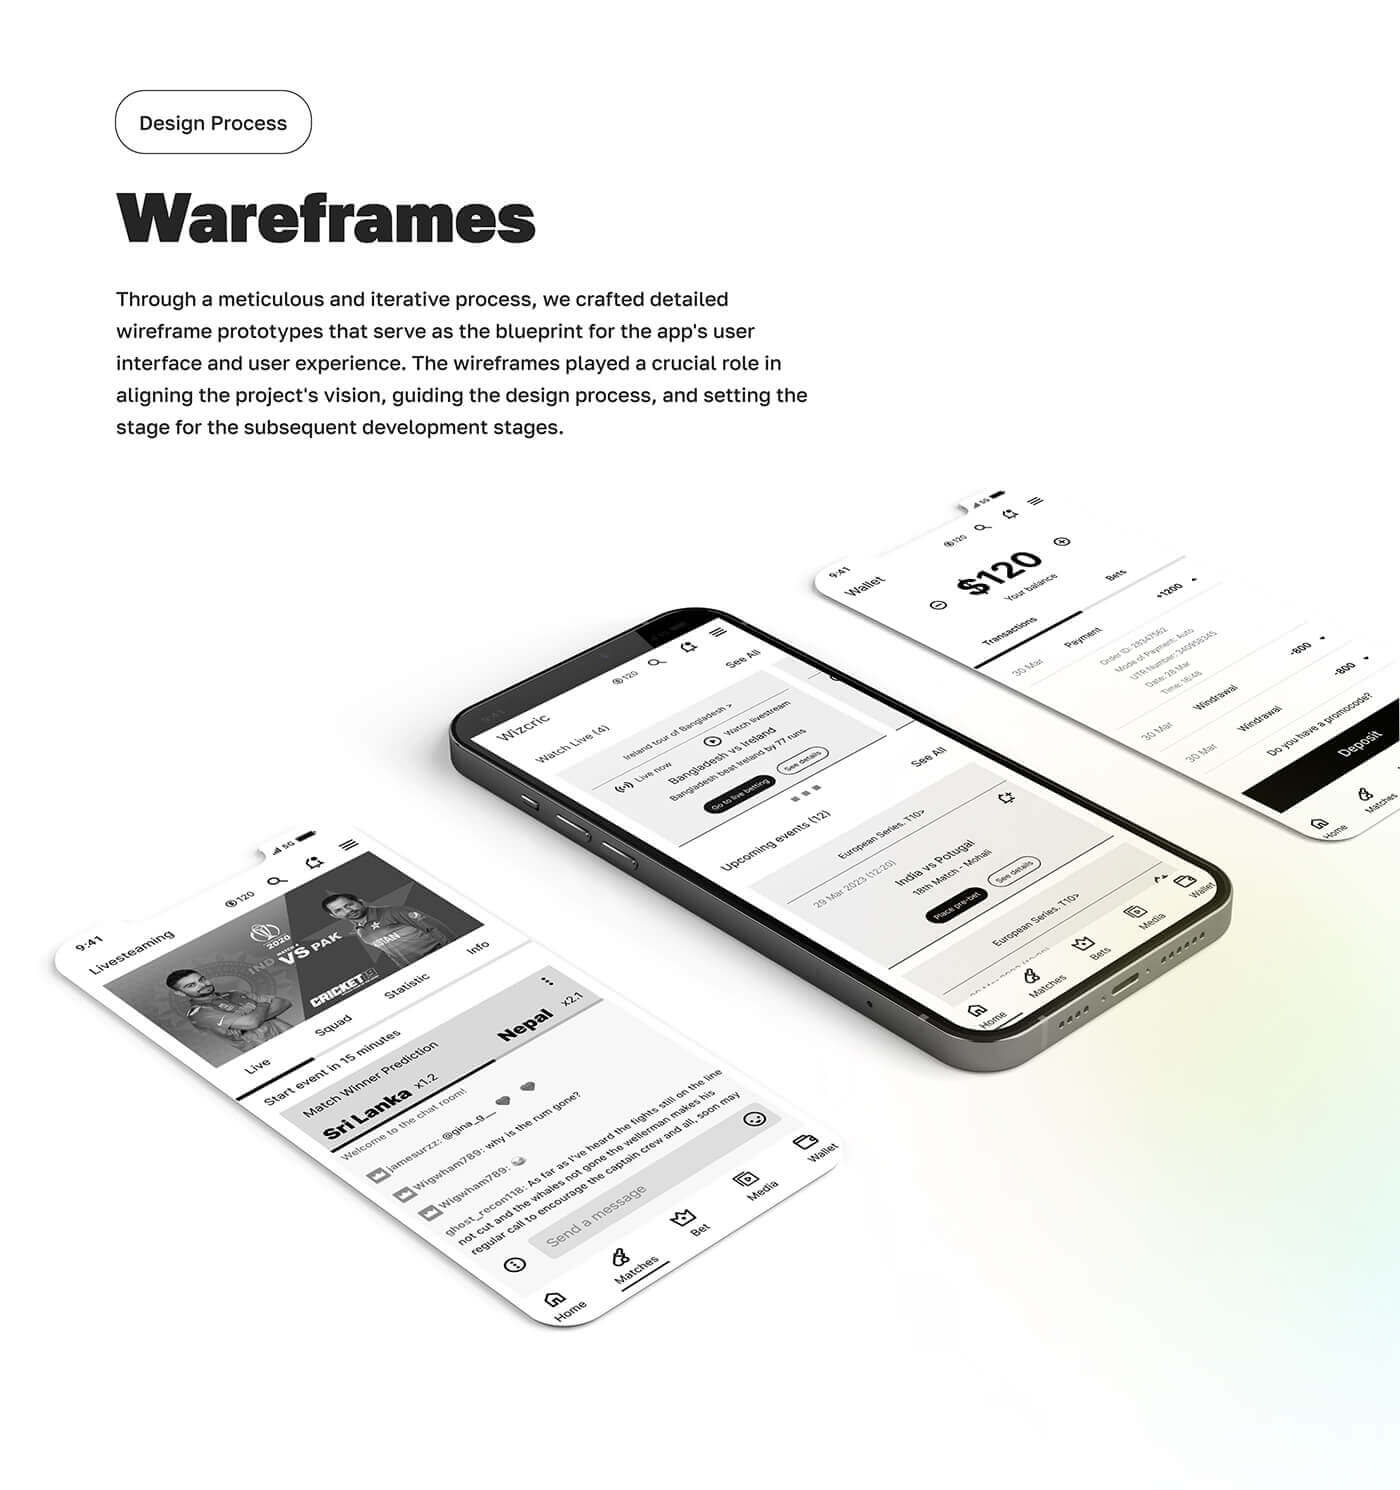 Design Process
Wareframes
Through a meticulous and iterative process, we crafted detailed
wireframe prototypes that serve as the blueprint for the app's user
interface and user experience. The wireframes played a crucial role in
aligning the project's vision, guiding the design process, and setting the
stage for the subsequent development stages.
9:41
5G
Wallet
120
$120
Your balance
Transactions
Bets
30 Mar
Payment
+1200
Order ID: 28347562
Mode of Payment: Auto
UTR Number: 340958345
Date: 28 Mar
Time: 16:48
30 Mar
Windrawal
-800
30 Mar
Windrawal
-800
Do you have a promocode?
Deposit
Home
Matches
9:41
Wizcric
120
Watch Live (4)
See All
Ireland tour of Bangladesh >
Live now
Watch livestream
Bangladesh vs Ireland
Bangladesh beat Ireland by 77 runs
Go to live betting
See details
Upcoming events (12)
See All
European Series, T10>
29 Mar 2023 (12:20)
India vs Potugal
18th Match - Mohali
Place pre-bet
See details
European Series, T10>
Home
Matches
Bets
Media
Wallet
9:41
5G
Livesteaming
120
2020
IND VS PAK
CRICKET19
Live
Squad
Statistic
Info
Start event in 15 minutes
Match Winner Prediction
Sri Lanka x1.2
Nepal x2.1
Welcome to the chat room!
jamesurzz: @gina_g__
Wigwham789: why is the rum gone?
Wigwham789:
ghost_recon118: As far as I've heard the fights still on the line
not cut and the whales not gone the wellerman makes his
regular call to encourage the captain crew and all, soon may
Send a message
Home
Matches
Bet
Media
Wallet